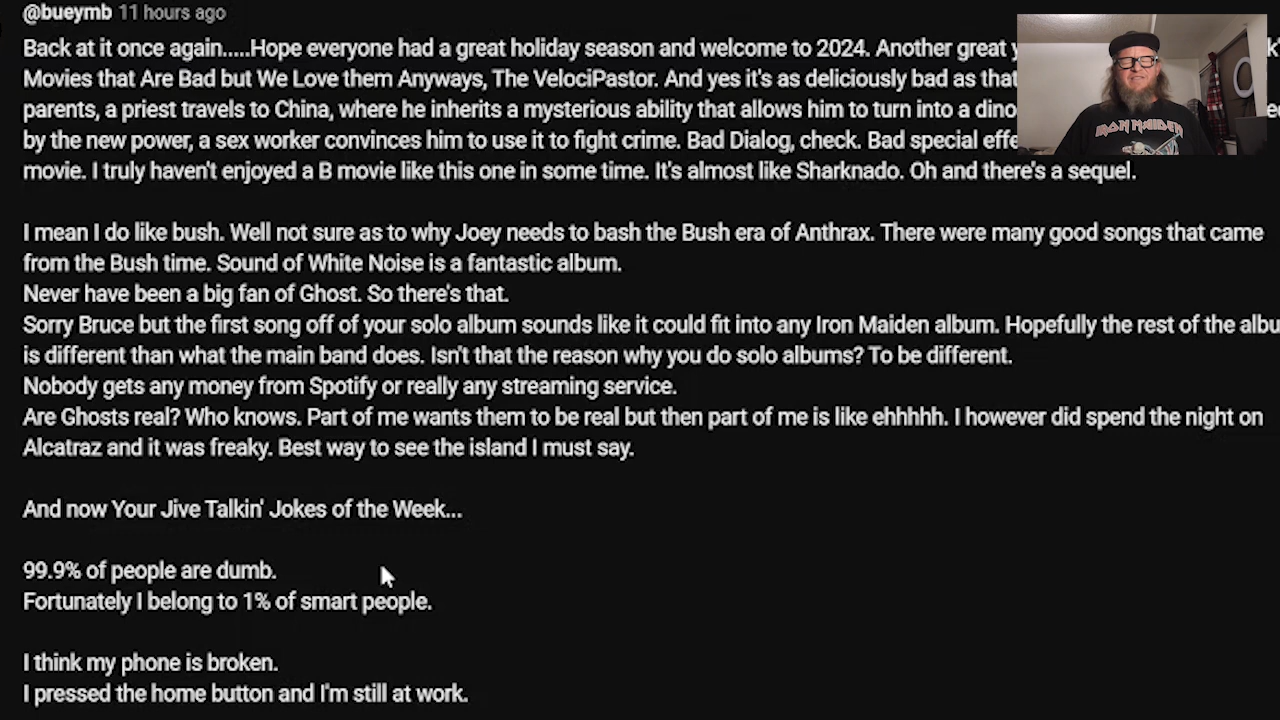 @bueymb 11 hours ago
Back at it once again.....Hope everyone had a great holiday season and welcome to 2024. Another great
Movies that Are Bad but We Love them Anyways, The VelociPastor. And yes it's as deliciously bad as that
parents, a priest travels to China, where he inherits a mysterious ability that allows him to turn into a
by the new power, a sex worker convinces him to use it to fight crime. Bad Dialog, check. Bad special
movie. I truly haven't enjoyed a B movie like this one in some time. It's almost like Sharknado. Oh and there's a sequel.
I mean I do like bush. Well not sure as to why Joey needs to bash the Bush era of Anthrax. There were many good songs that came
from the Bush time. Sound of White Noise is a fantastic album.
Never have been a big fan of Ghost. So there's that.
Sorry Bruce but the first song off of your solo album sounds like it could fit into any Iron Maiden album. Hopefully the rest of the albu
is different than what the main band does. Isn't that the reason why you do solo albums? To be different.
Nobody gets any money from Spotify or really any streaming service.
Are Ghosts real? Who knows. Part of me wants them to be real but then part of me is like ehhhhh. I however did spend the night on
Alcatraz and it was freaky. Best way to see the island I must say.
And now Your Jive Talkin' Jokes of the Week...
99.9% of people are dumb.
Fortunately I belong to 1% of smart people.
I think my phone is broken.
I pressed the home button and I'm still at work.
IRON MAIDEN